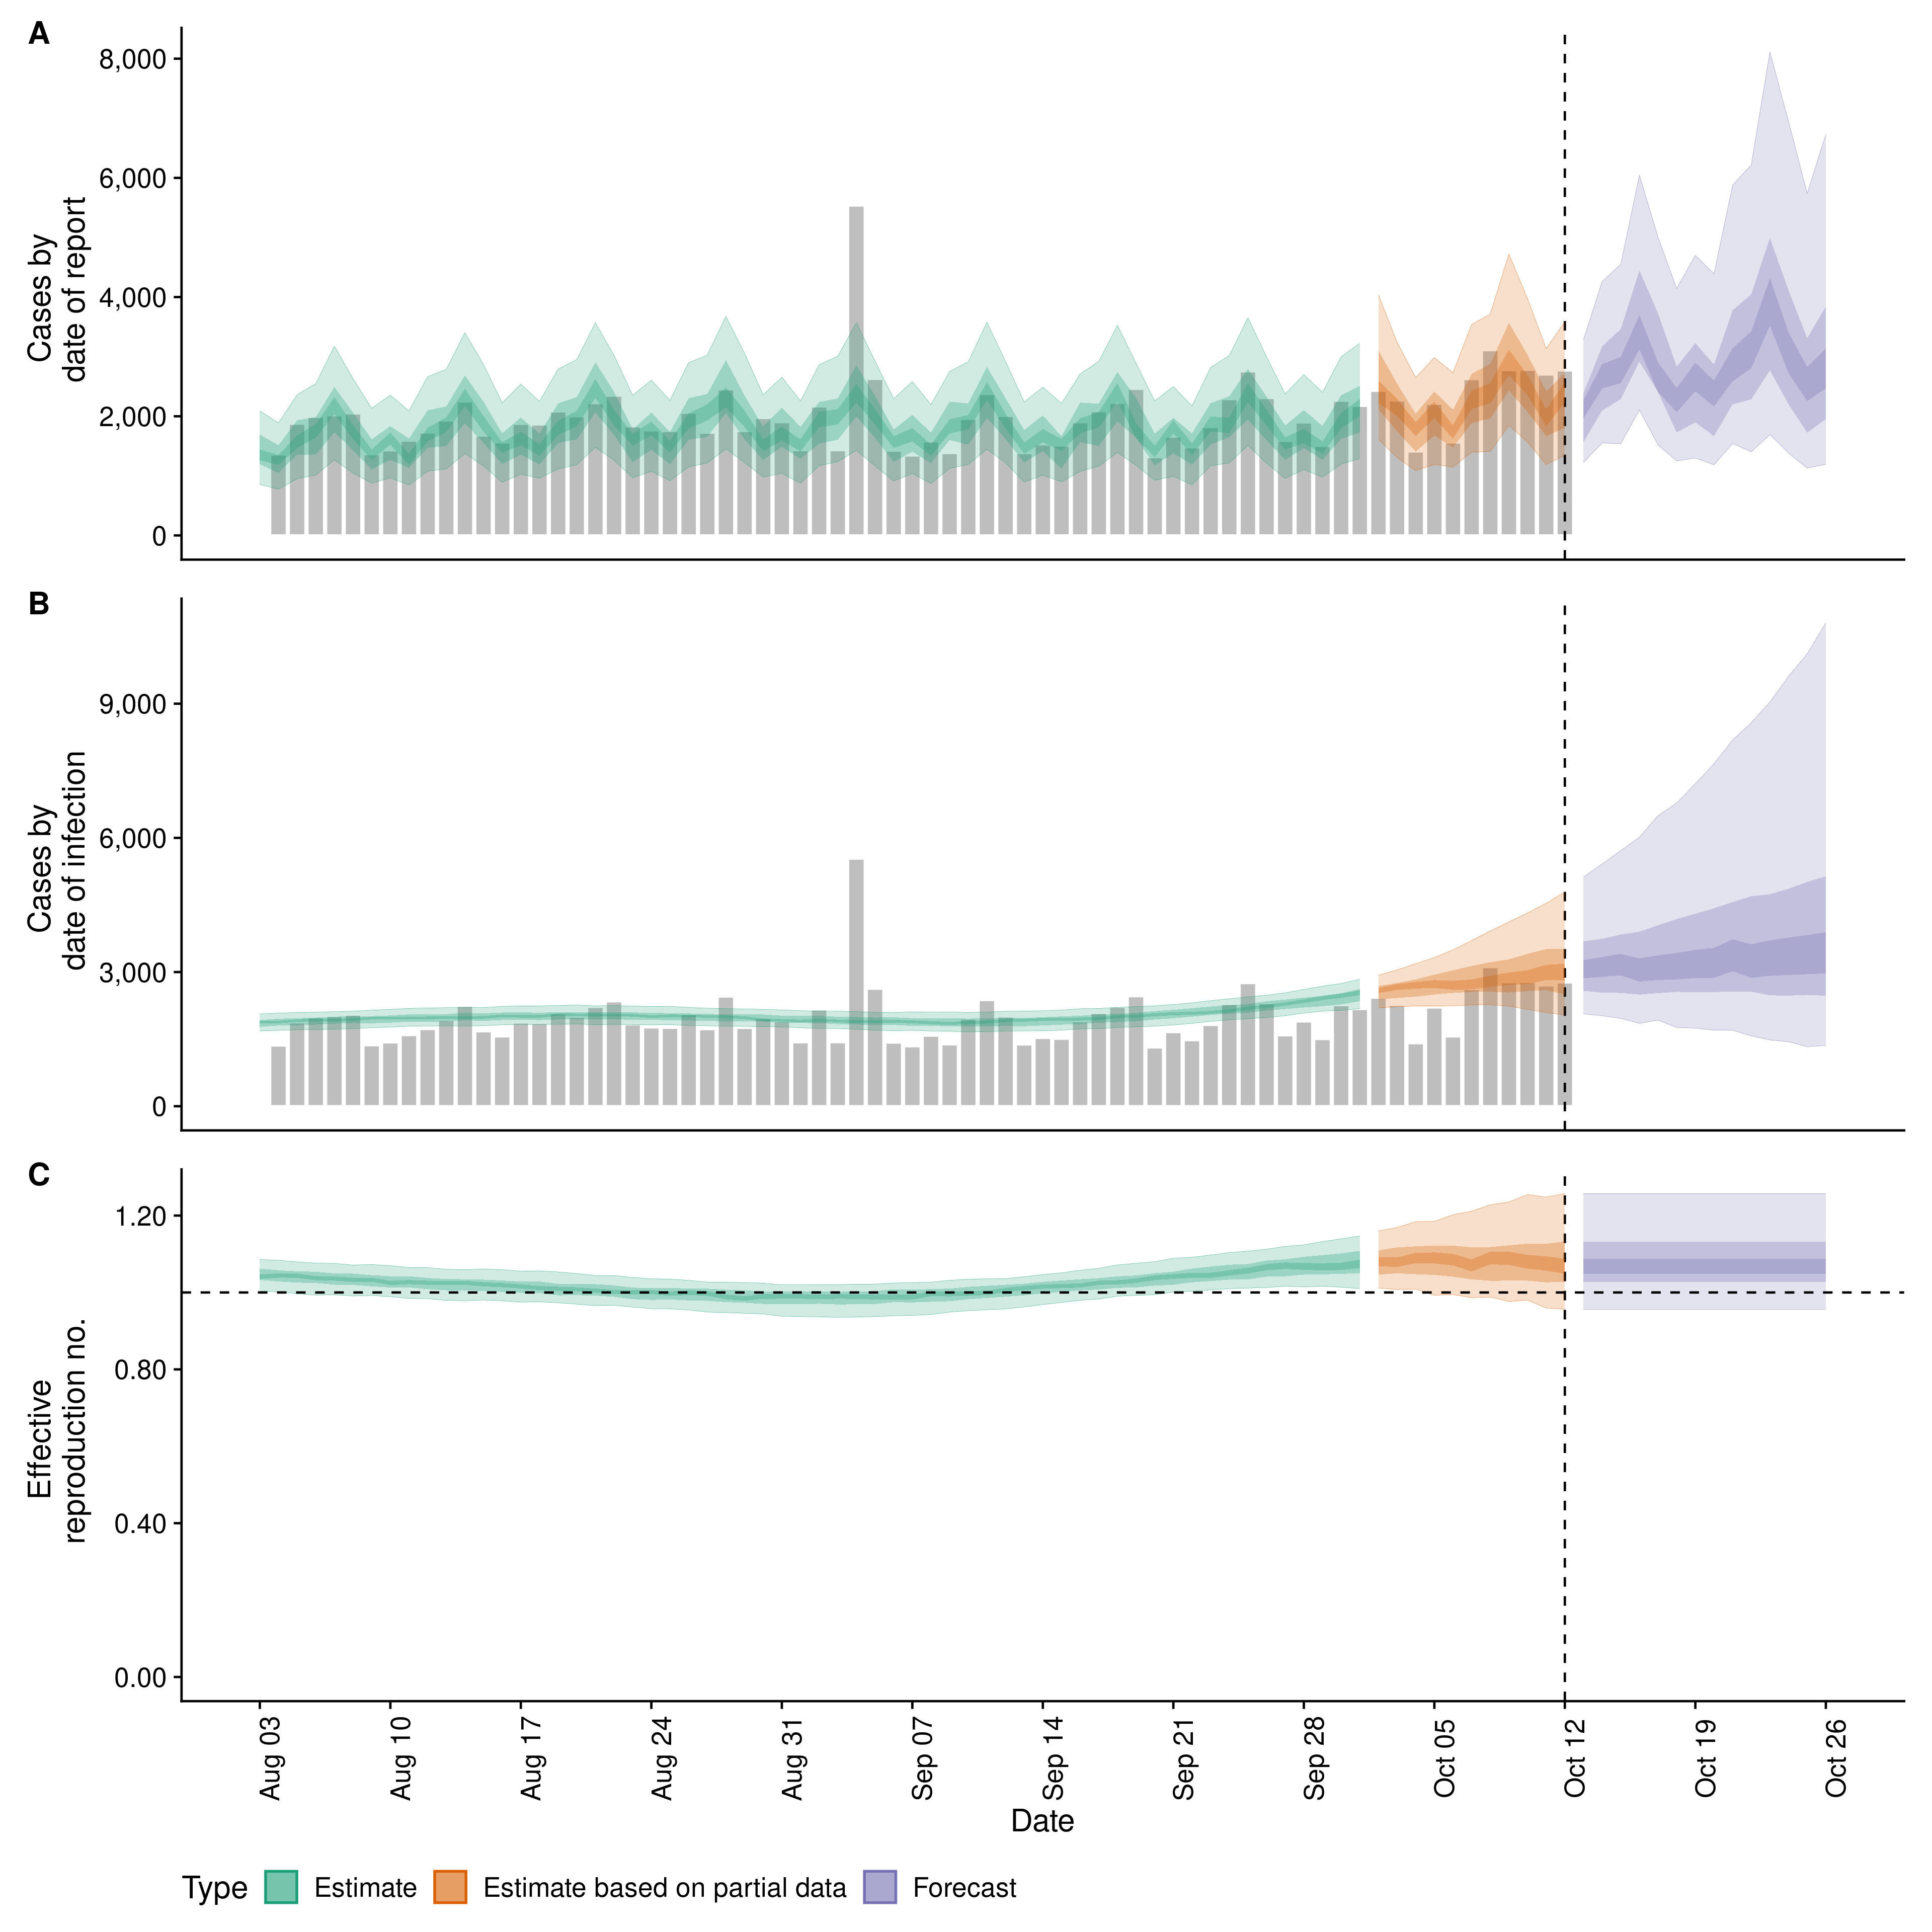 A
8,000
6,000
4,000
2,000
0
Cases by
date of report
B
9,000
6,000
3,000
0
Cases by
date of infection
C
1.20
0.80
0.40
0.00
Effective
reproduction no.
Aug 03
Aug 10
Aug 17
Aug 24
Aug 31
Sep 07
Sep 14
Sep 21
Sep 28
Oct 05
Oct 12
Oct 19
Oct 26
Date
Type Estimate Estimate based on partial data Forecast